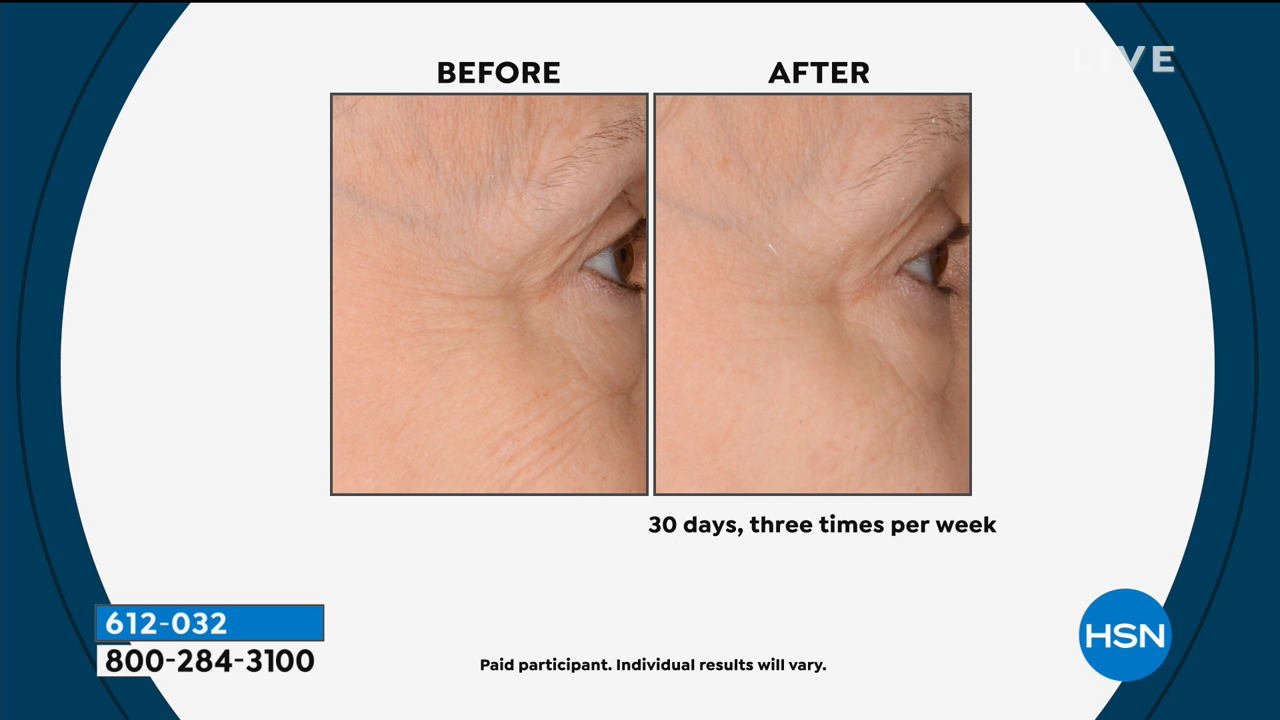 LIVE
BEFORE
AFTER
30 days, three times per week
612-032
800-284-3100
Paid participant. Individual results will vary.
HSN